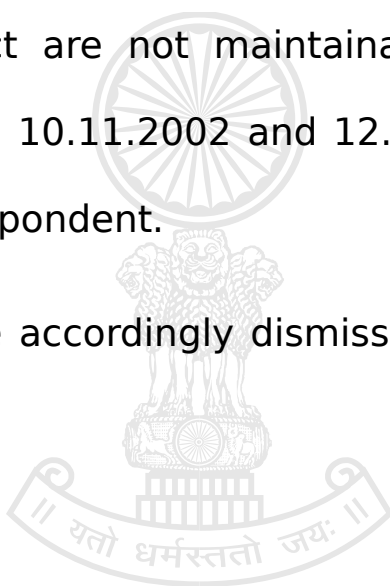 ct are not maintaina
10.11.2002 and 12.
pondent.
e accordingly dismiss
॥ यतो धर्मस्ततो जयः ॥